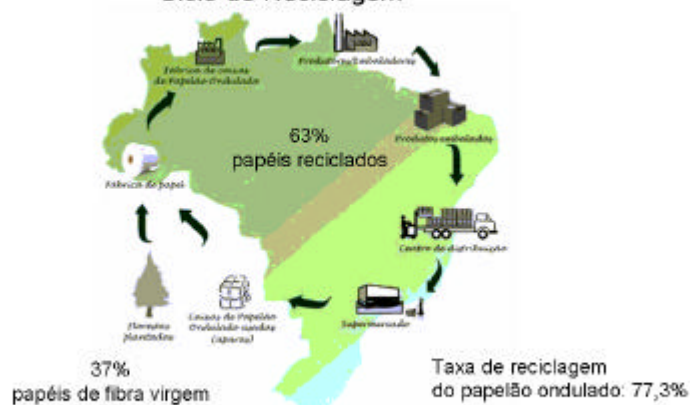 Ciclo da Reciclagem
Fábrica de caixas
de Papelão Ondulado
Produtores/Embaladores
63%
papéis reciclados
Produtos embalados
Fábrica de papel
Centro de distribuição
Supermercado
Florestas
plantadas
Caixas de Papelão
Ondulado usadas
(aparas)
37%
papéis de fibra virgem
Taxa de reciclagem
do papelão ondulado: 77,3%